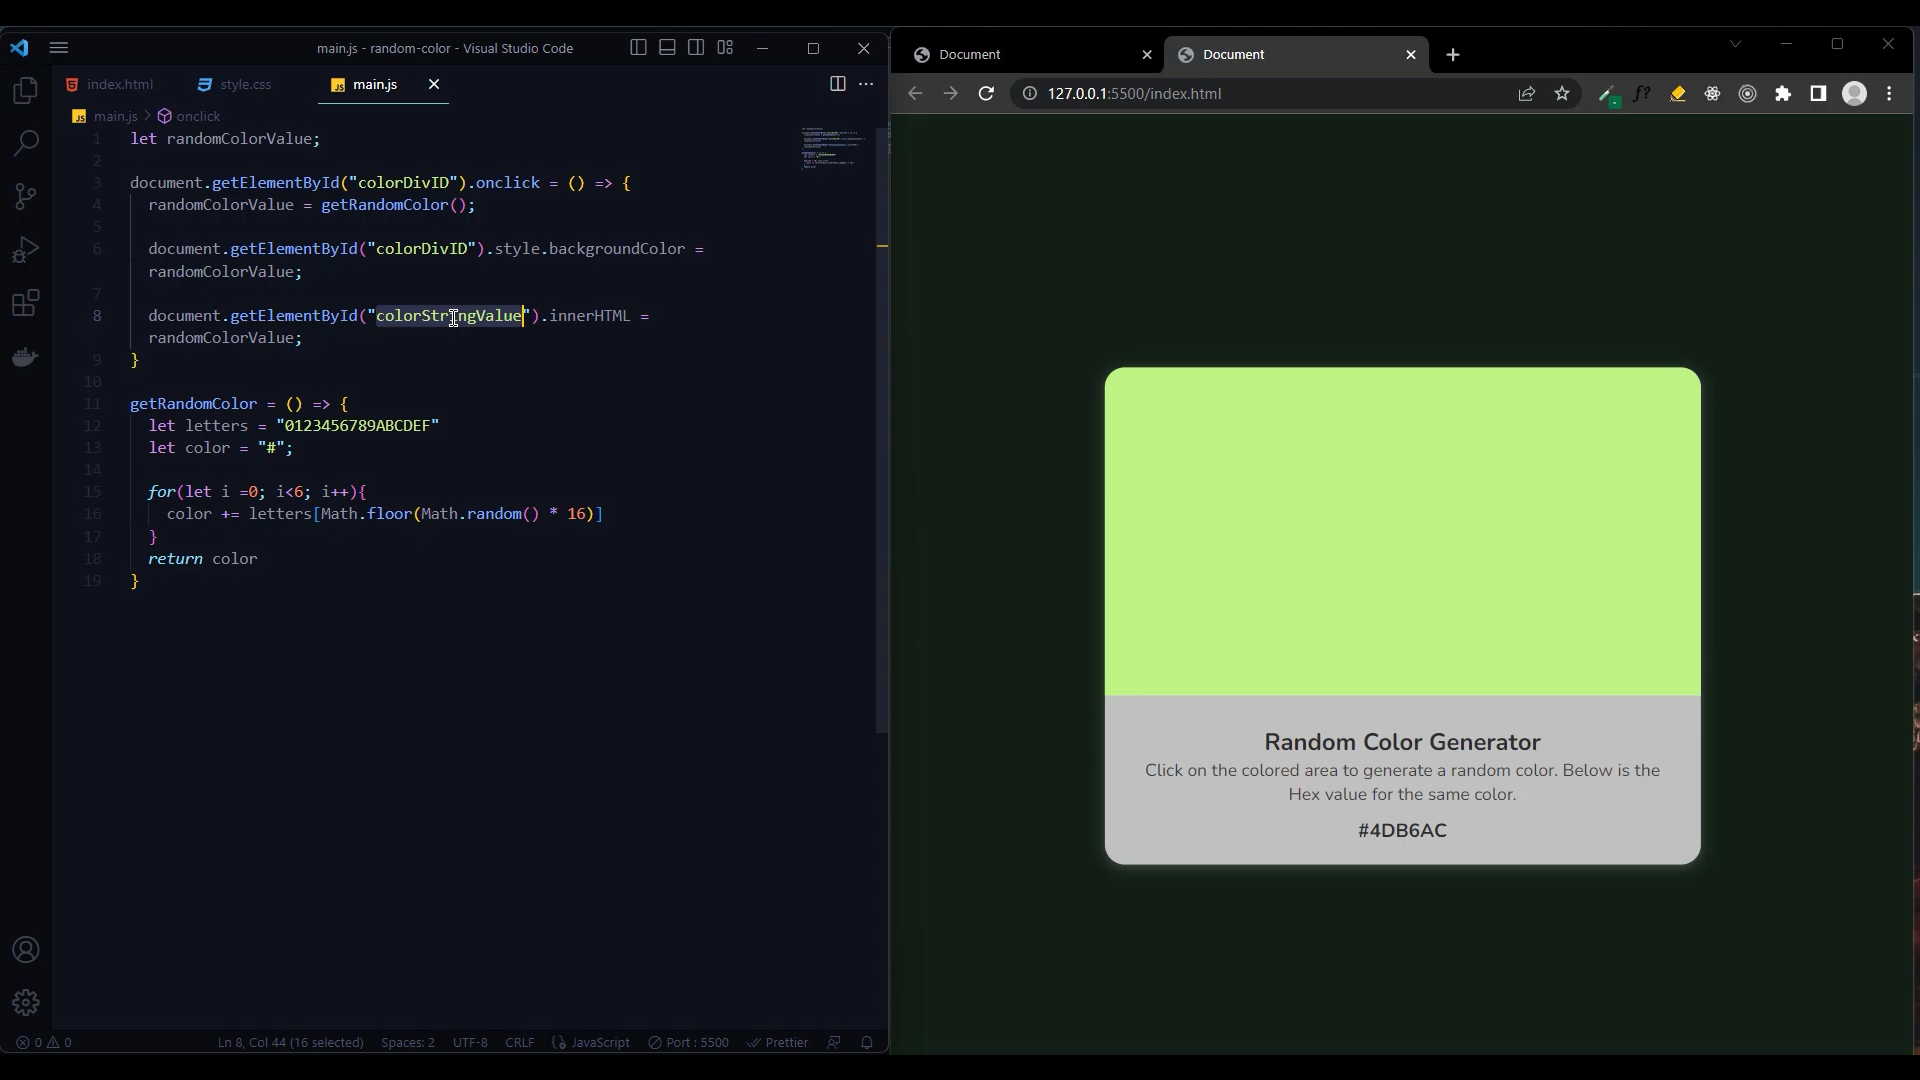 main.js - random-color - Visual Studio Code
index.html
style.css
JS main.js
JS main.js > onclick
1 let randomColorValue;
2
3 document.getElementById("colorDivID").onclick = () => {
4 randomColorValue = getRandomColor();
5
6 document.getElementById("colorDivID").style.backgroundColor =
randomColorValue;
7
8 document.getElementById("colorStringValue").innerHTML =
randomColorValue;
9 }
10
11 getRandomColor = () => {
12 let letters = "0123456789ABCDEF"
13 let color = "#";
14
15 for(let i =0; i<6; i++){
16 color += letters[Math.floor(Math.random() * 16)]
17 }
18 return color
19 }
0 0
Ln 8, Col 44 (16 selected)
Spaces: 2
UTF-8
CRLF
JavaScript
Port : 5500
Prettier
Document
Document
127.0.0.1:5500/index.html
f?
Random Color Generator
Click on the colored area to generate a random color. Below is the
Hex value for the same color.
#4DB6AC